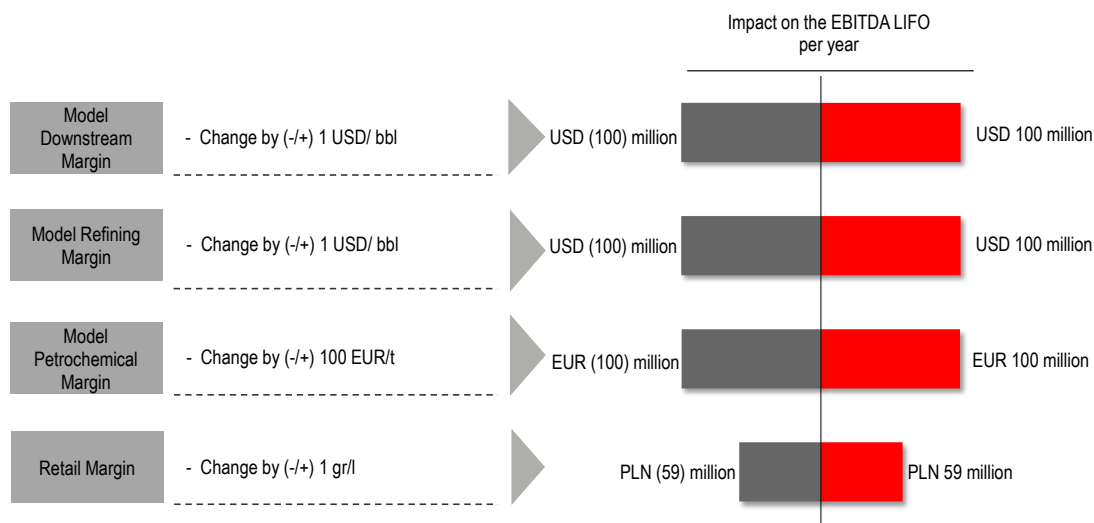 Impact on the EBITDA LIFO
per year
Model
Downstream
Margin
- Change by (-/+) 1 USD/ bbl
USD (100) million
USD 100 million
Model Refining
Margin
- Change by (-/+) 1 USD/ bbl
USD (100) million
USD 100 million
Model
Petrochemical
Margin
- Change by (-/+) 100 EUR/t
EUR (100) million
EUR 100 million
Retail Margin
- Change by (-/+) 1 gr/l
PLN (59) million
PLN 59 million